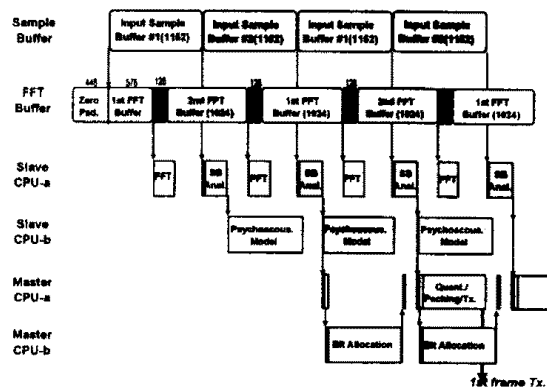 Sample
Buffer
Input Sample
Buffer #1(1152)
Input Sample
Buffer #2(1152)
Input Sample
Buffer #1(1152)
Input Sample
Buffer #2(1152)
448
576
128
128
128
FFT
Buffer
Zero
Pad.
1st FFT
Buffer
2nd FFT
Buffer (1024)
1st FFT
Buffer (1024)
2nd FFT
Buffer (1024)
1st FFT
Buffer (1024)
Slave
CPU-a
FFT
SB
Anal.
FFT
SB
Anal.
FFT
SB
Anal.
FFT
SB
Anal.
Slave
CPU-b
Psychoacous.
Model
Psychoacous.
Model
Psychoacous.
Model
Master
CPU-a
Quant./
Packing/Tx.
Master
CPU-b
Bit Allocation
Bit Allocation
1st frame Tx.